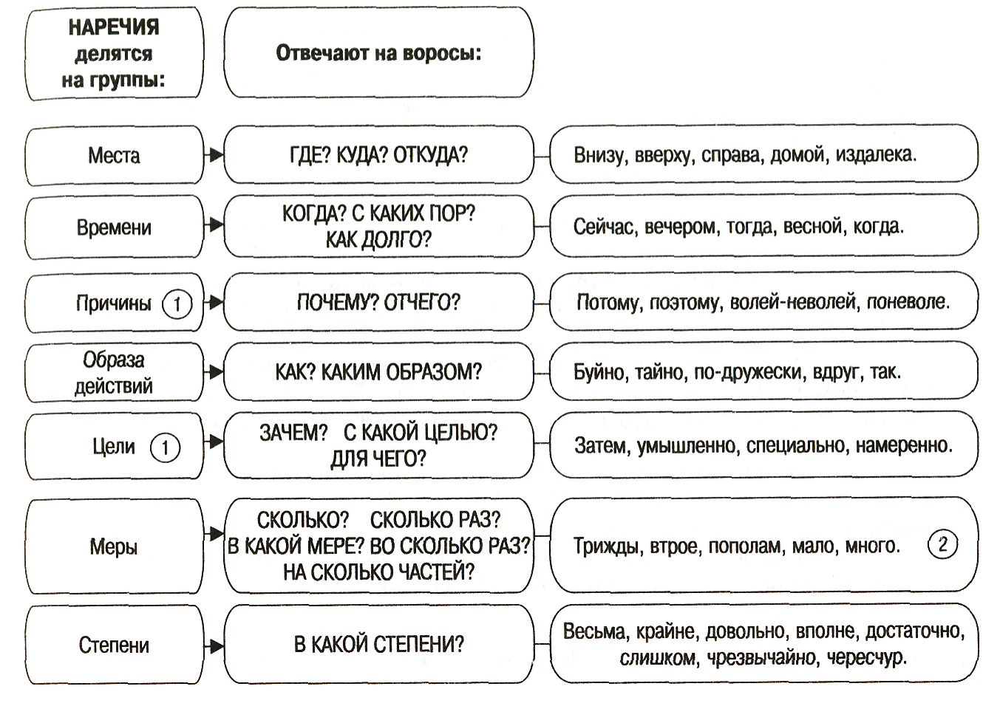 НАРЕЧИЯ
делятся
на группы:
Отвечают на воросы:
Места
ГДЕ? КУДА? ОТКУДА?
Внизу, вверху, справа, домой, издалека.
Времени
КОГДА? С КАКИХ ПОР?
КАК ДОЛГО?
Сейчас, вечером, тогда, весной, когда.
Причины 1
ПОЧЕМУ? ОТЧЕГО?
Потому, поэтому, волей-неволей, поневоле.
Образа
действий
КАК? КАКИМ ОБРАЗОМ?
Буйно, тайно, по-дружески, вдруг, так.
Цели 1
ЗАЧЕМ? С КАКОЙ ЦЕЛЬЮ?
ДЛЯ ЧЕГО?
Затем, умышленно, специально, намеренно.
Меры
СКОЛЬКО? СКОЛЬКО РАЗ?
В КАКОЙ МЕРЕ? ВО СКОЛЬКО РАЗ?
НА СКОЛЬКО ЧАСТЕЙ?
Трижды, втрое, пополам, мало, много. 2
Степени
В КАКОЙ СТЕПЕНИ?
Весьма, крайне, довольно, вполне, достаточно,
слишком, чрезвычайно, чересчур.